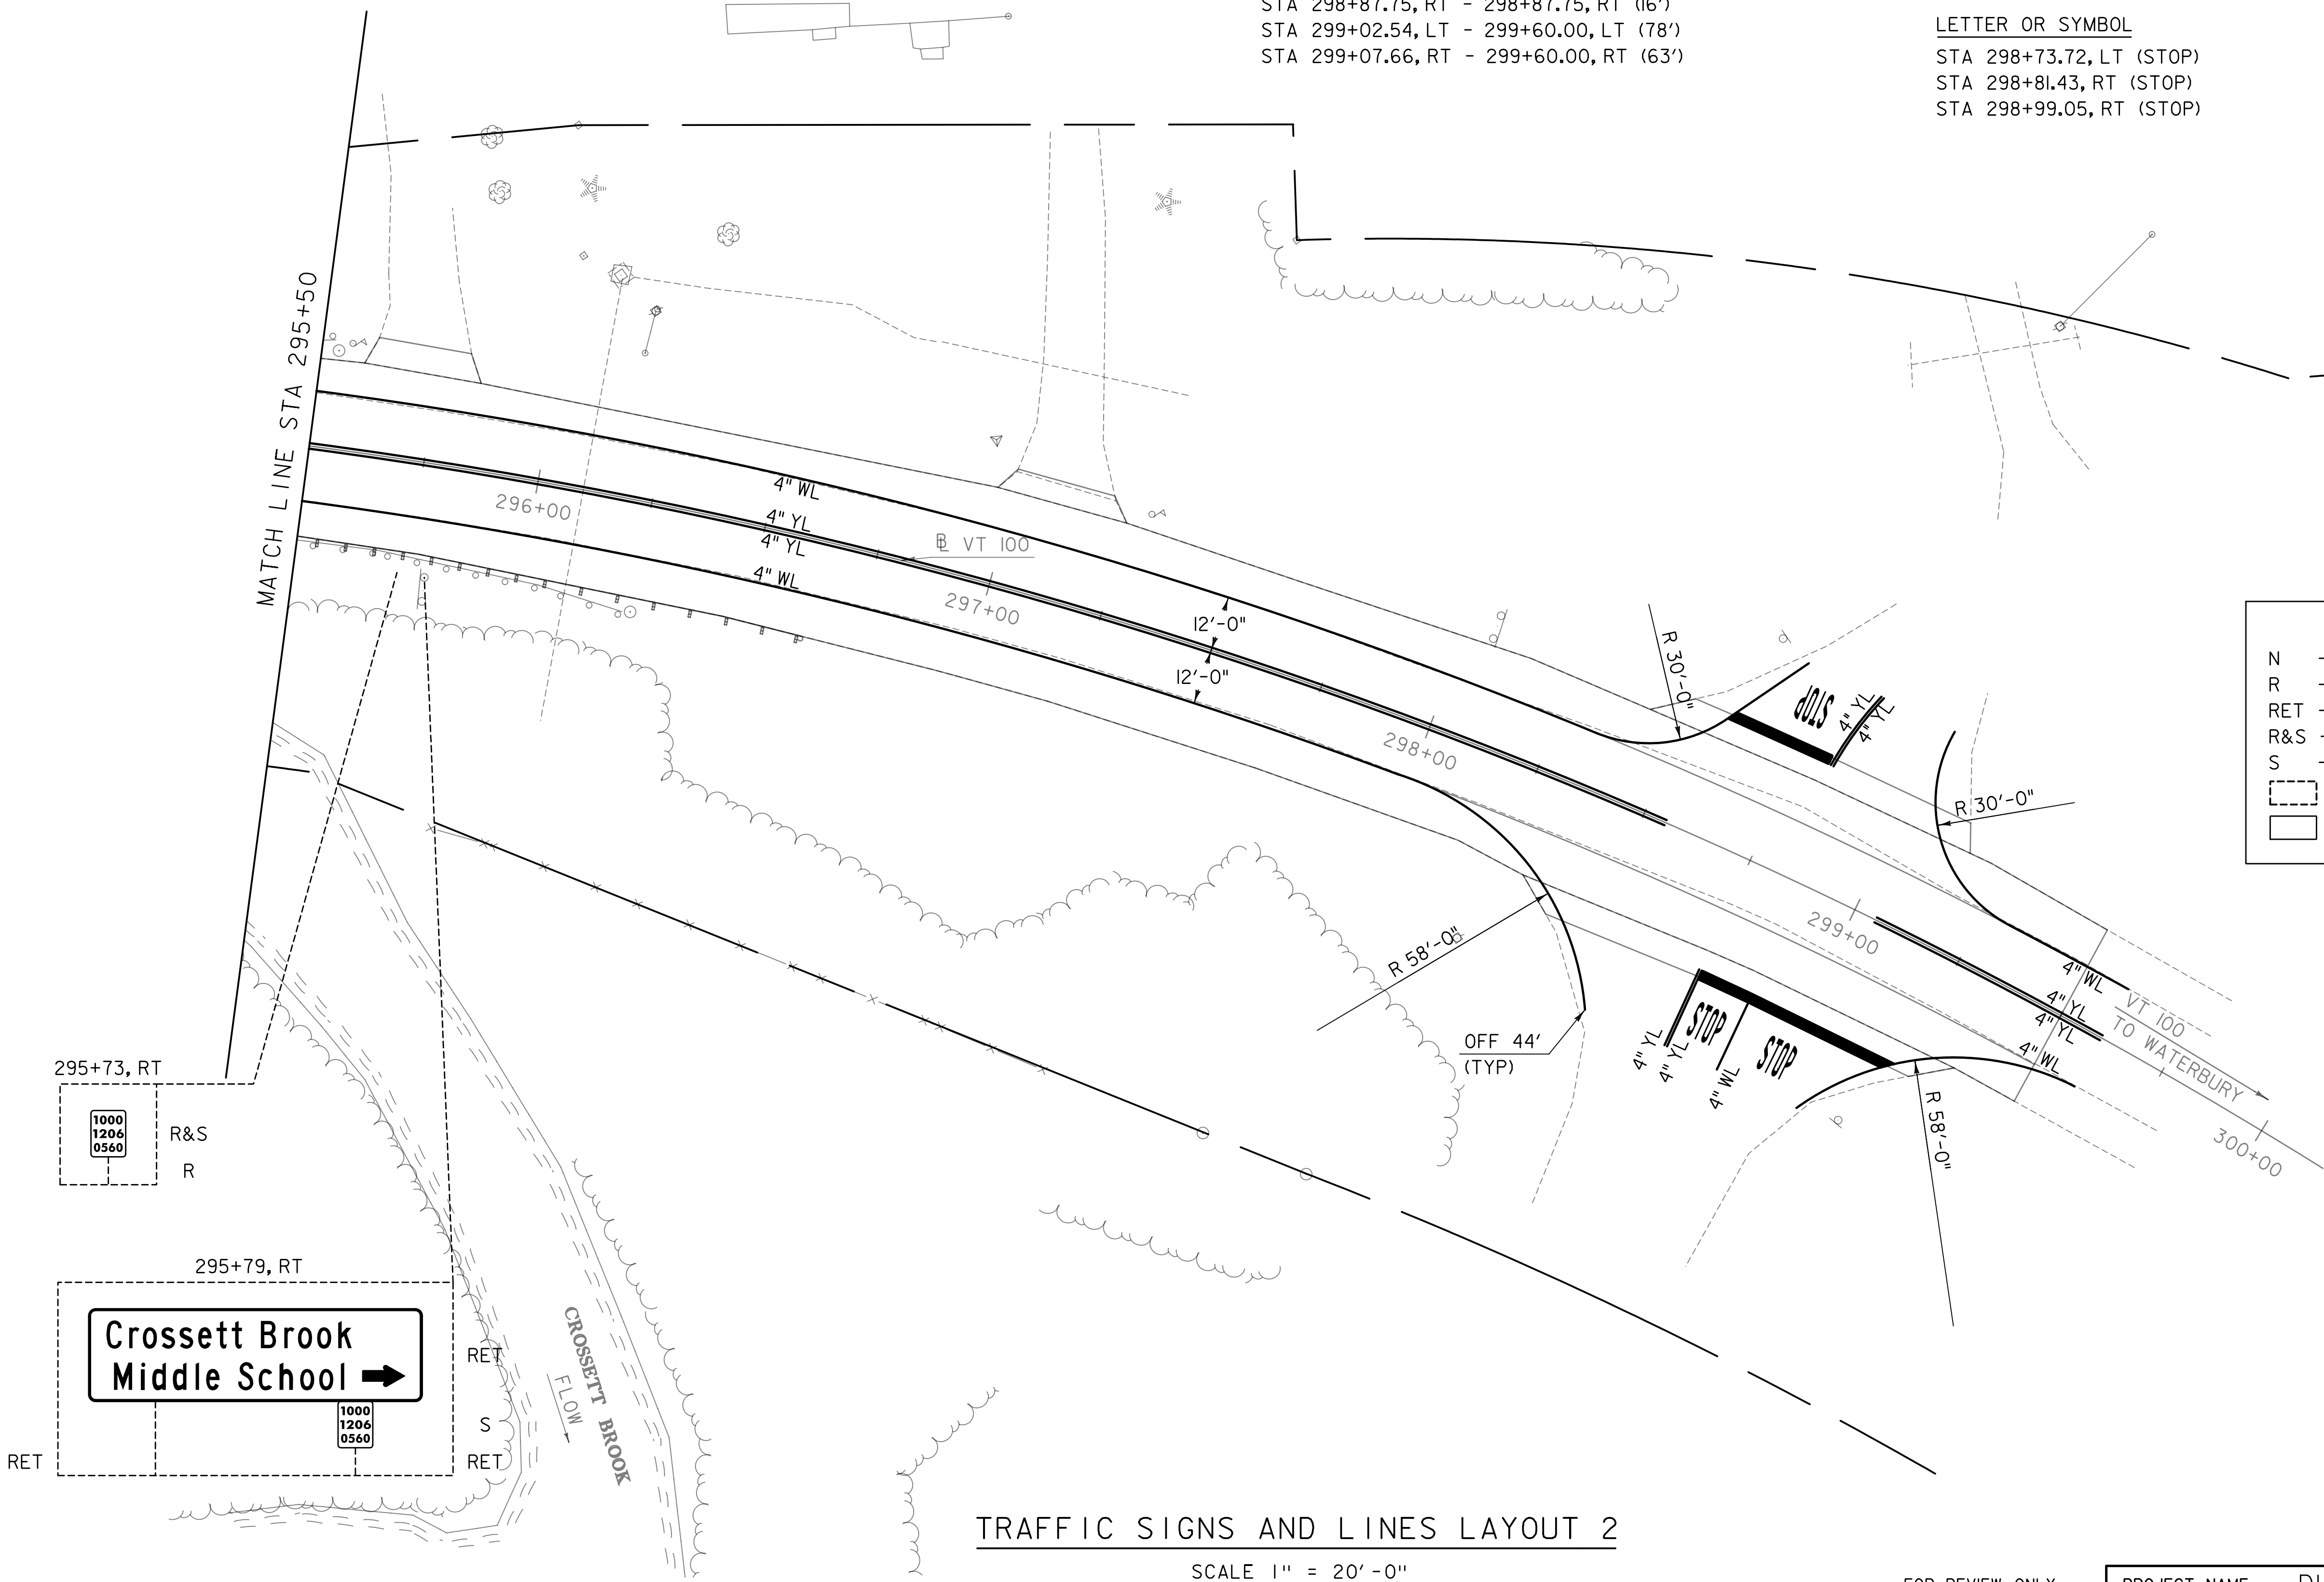 STA 298+87.75, RT - 298+87.75, RT (16')
STA 299+02.54, LT - 299+60.00, LT (78')
STA 299+07.66, RT - 299+60.00, RT (63')
LETTER OR SYMBOL
STA 298+73.72, LT (STOP)
STA 298+81.43, RT (STOP)
STA 298+99.05, RT (STOP)
MATCH LINE STA 295+50
296+00
4" WL
4" YL
4" YL
4" WL
℄ VT 100
297+00
12'-0"
12'-0"
298+00
R 30'-0"
STOP
4" YL
4" YL
R 30'-0"
N -
R -
RET -
R&S -
S -
299+00
R 58'-0"
OFF 44'
(TYP)
4" YL
4" YL
STOP
4" WL
STOP
4" WL
4" YL
4" YL
4" WL
VT 100
TO WATERBURY
R 58'-0"
300+00
295+73, RT
1000
1206
0560
R&S
R
295+79, RT
Crossett Brook
Middle School
RET
1000
1206
0560
S
RET
RET
CROSSETT BROOK
FLOW
TRAFFIC SIGNS AND LINES LAYOUT 2
SCALE 1" = 20'-0"
FOR REVIEW ONLY
PROJECT NAME